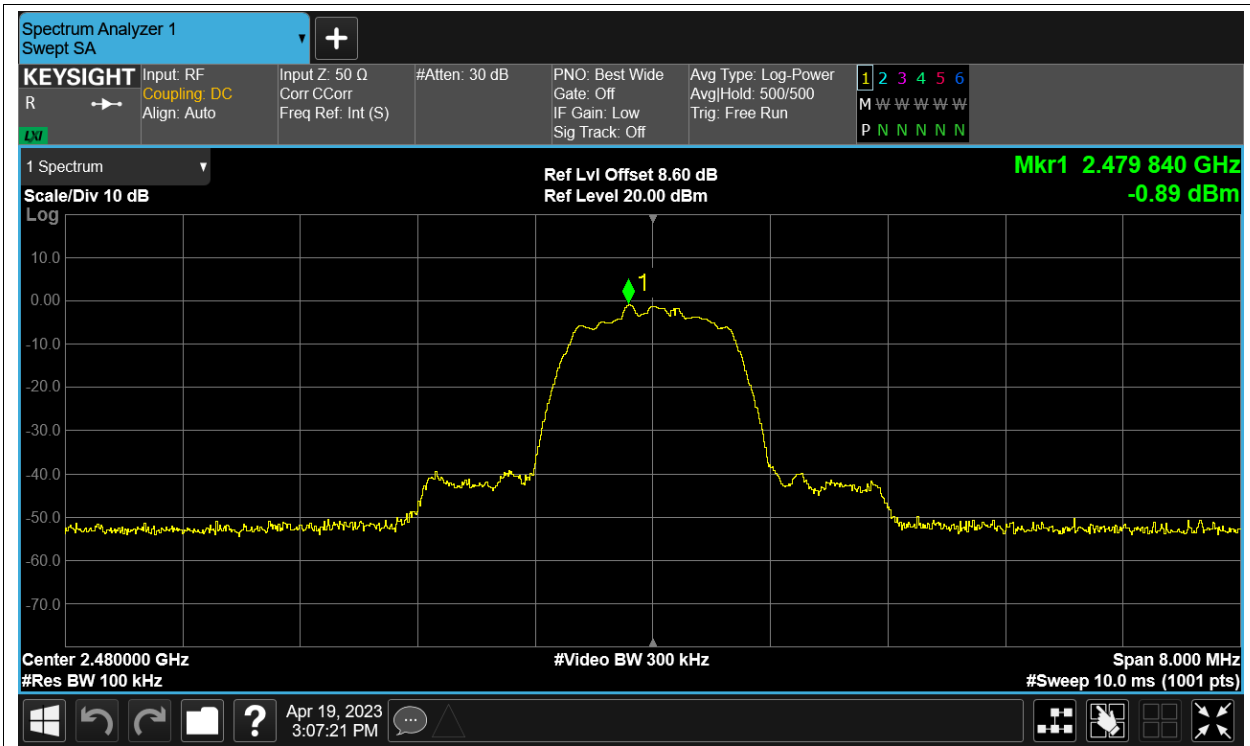 Spectrum Analyzer 1
Swept SA
KEYSIGHT
R
LXI
Input: RF
Coupling: DC
Align: Auto
Input Z: 50 Ω
Corr CCorr
Freq Ref: Int (S)
#Atten: 30 dB
PNO: Best Wide
Gate: Off
IF Gain: Low
Sig Track: Off
Avg Type: Log-Power
Avg|Hold: 500/500
Trig: Free Run
1 2 3 4 5 6
M W W W W W
P N N N N N
1 Spectrum
Scale/Div 10 dB
Log
Ref Lvl Offset 8.60 dB
Ref Level 20.00 dBm
Mkr1 2.479 840 GHz
-0.89 dBm
1
10.0
0.00
-10.0
-20.0
-30.0
-40.0
-50.0
-60.0
-70.0
Center 2.480000 GHz
#Res BW 100 kHz
#Video BW 300 kHz
Span 8.000 MHz
#Sweep 10.0 ms (1001 pts)
?
Apr 19, 2023
3:07:21 PM